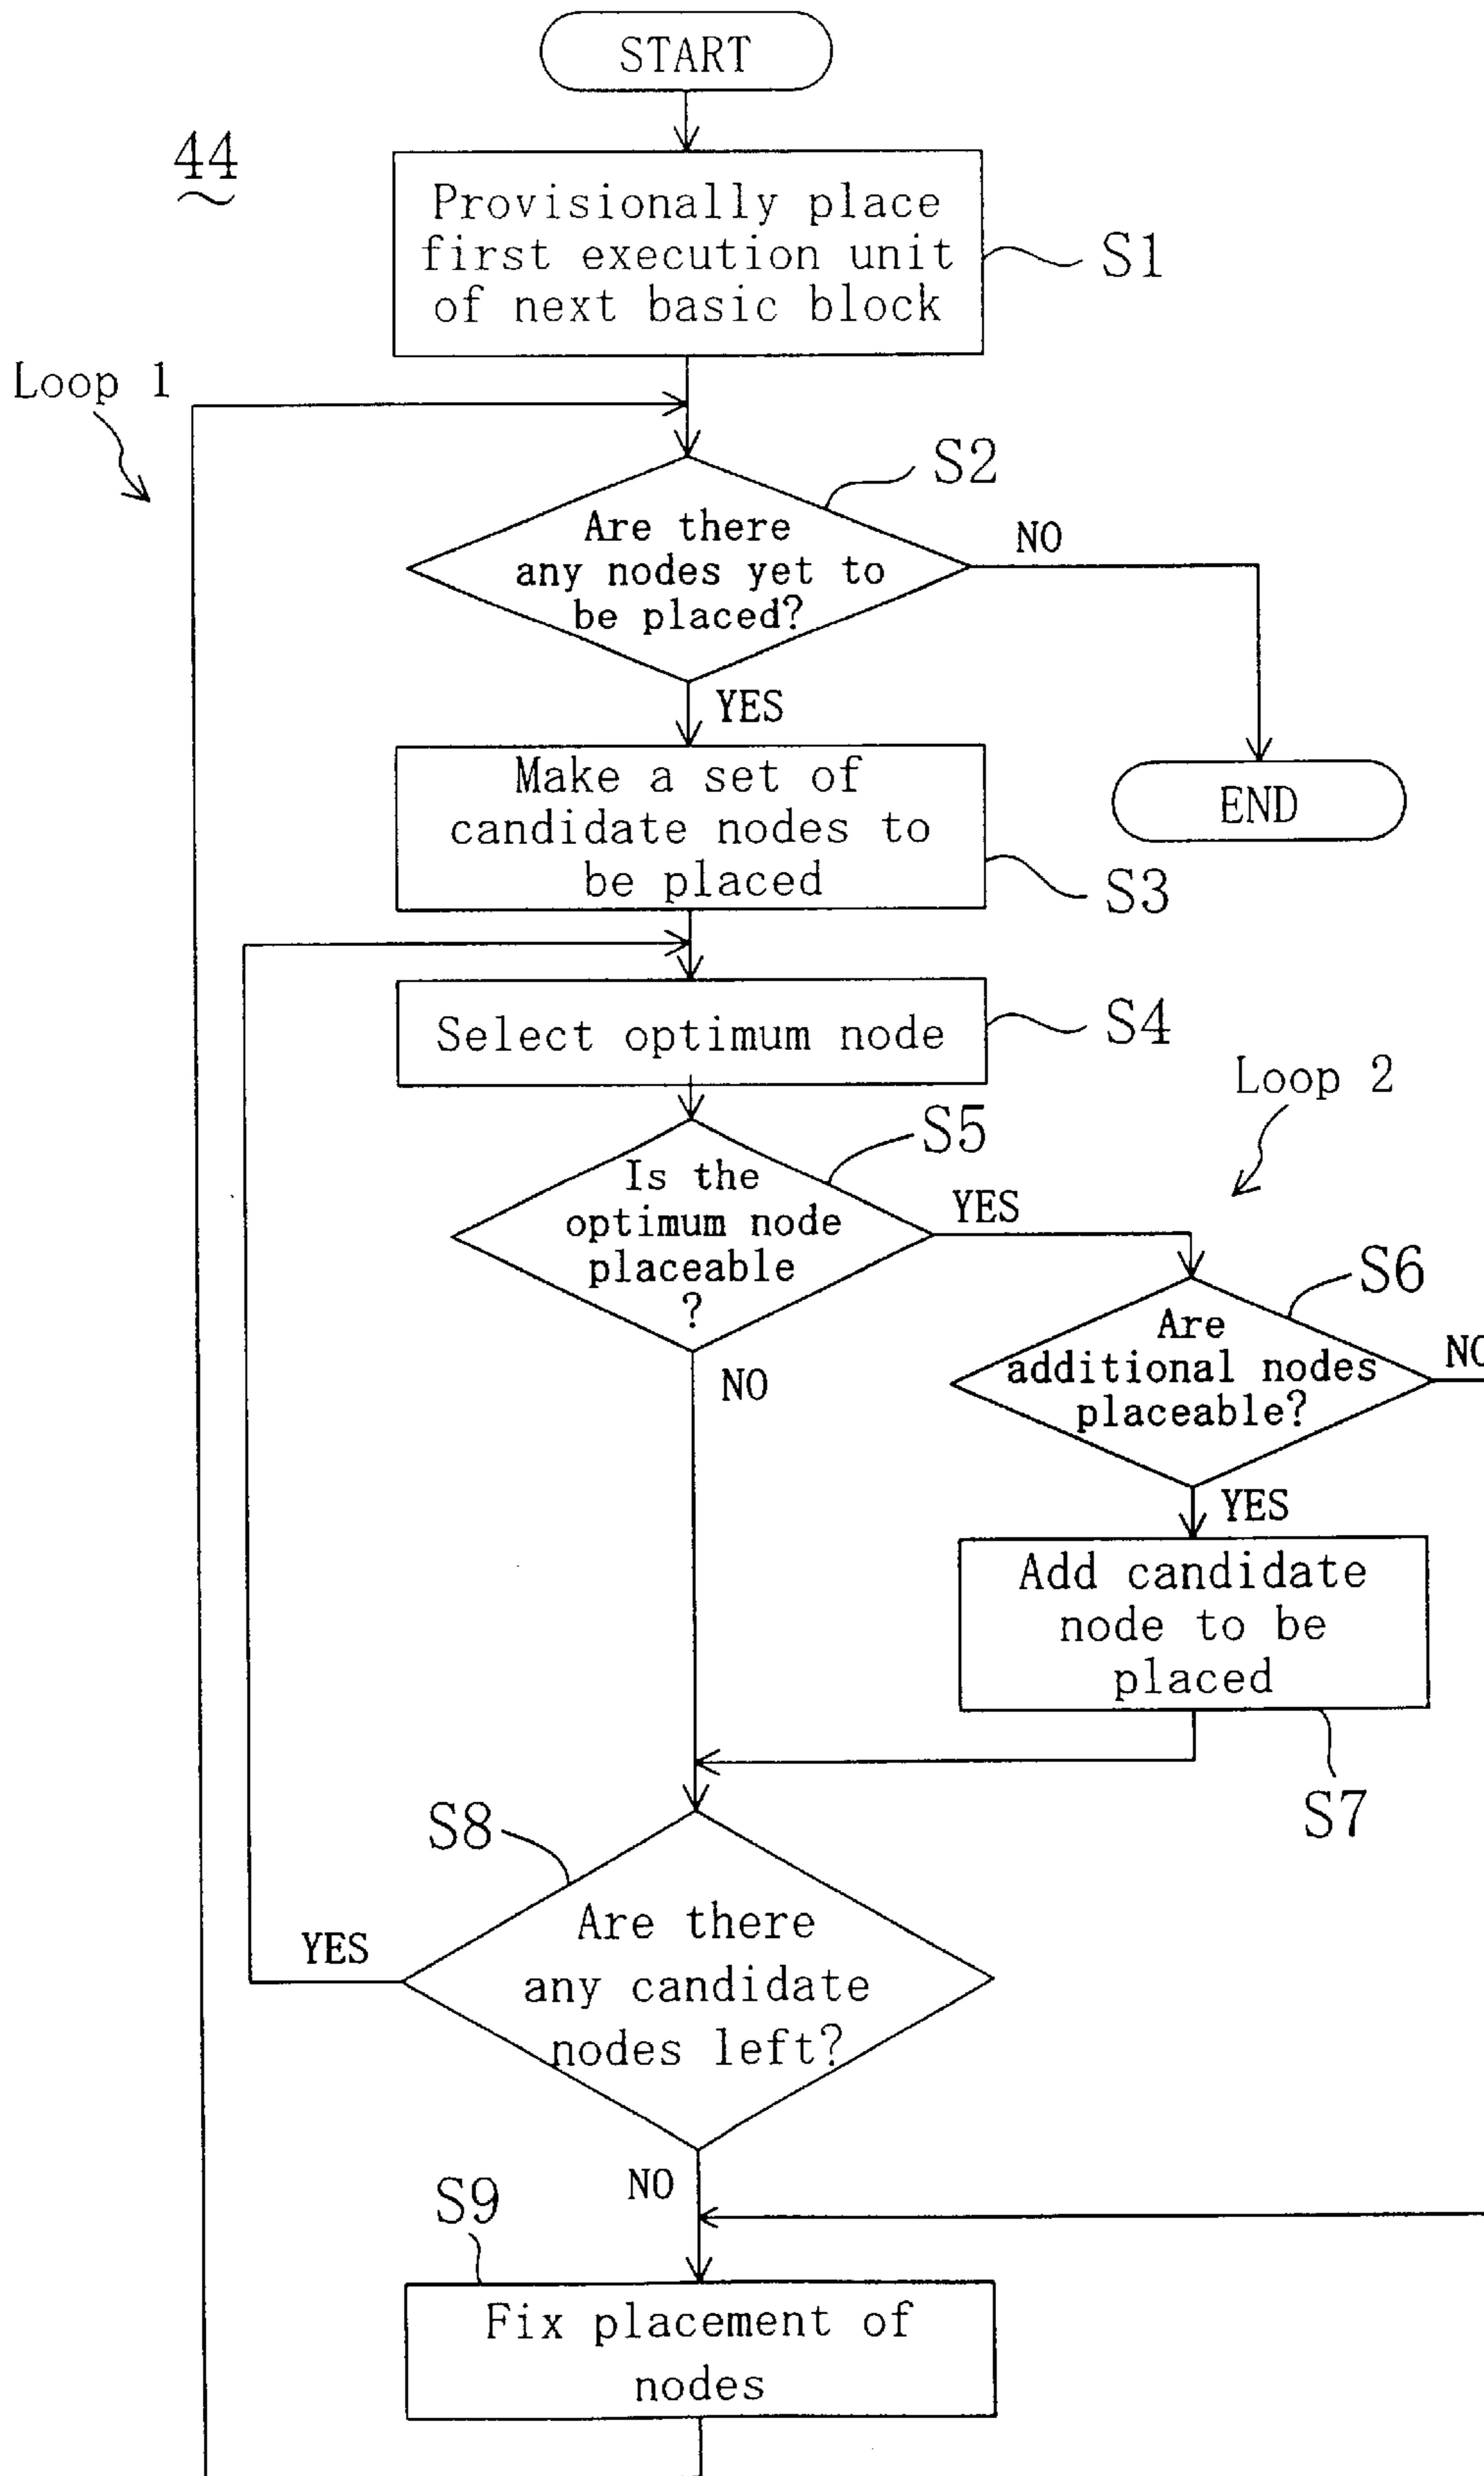 START
44
Provisionally place
first execution unit
of next basic block
S1
Loop 1
S2
Are there
any nodes yet to
be placed?
NO
YES
Make a set of
candidate nodes to
be placed
END
S3
Select optimum node
S4
Loop 2
S5
Is the
optimum node
placeable
?
YES
S6
Are
additional nodes
placeable?
NO
NO
YES
Add candidate
node to be
placed
S7
S8
Are there
any candidate
nodes left?
YES
NO
S9
Fix placement of
nodes